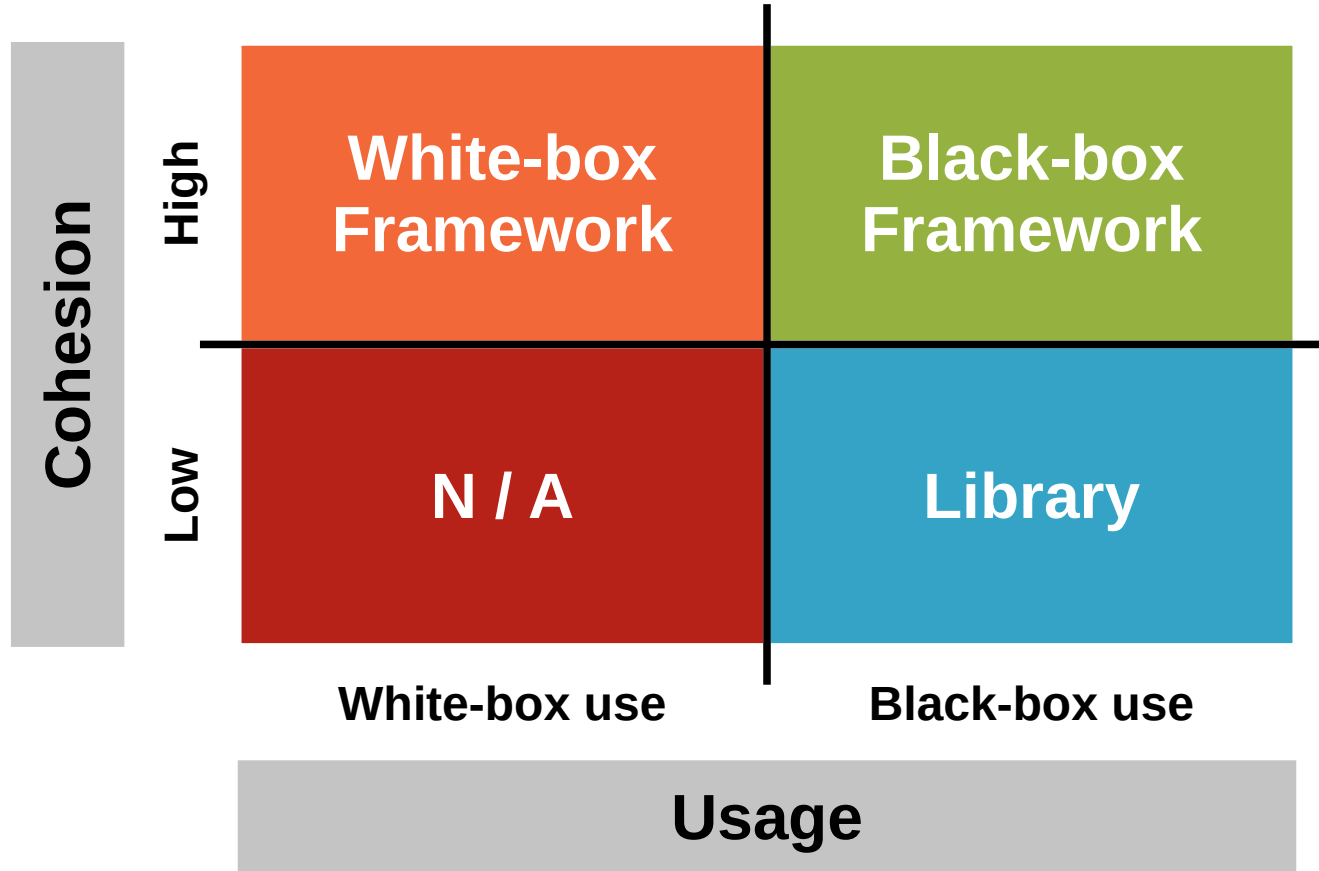 Cohesion
High
White-box
Framework
Black-box
Framework
Low
N / A
Library
White-box use
Black-box use
Usage